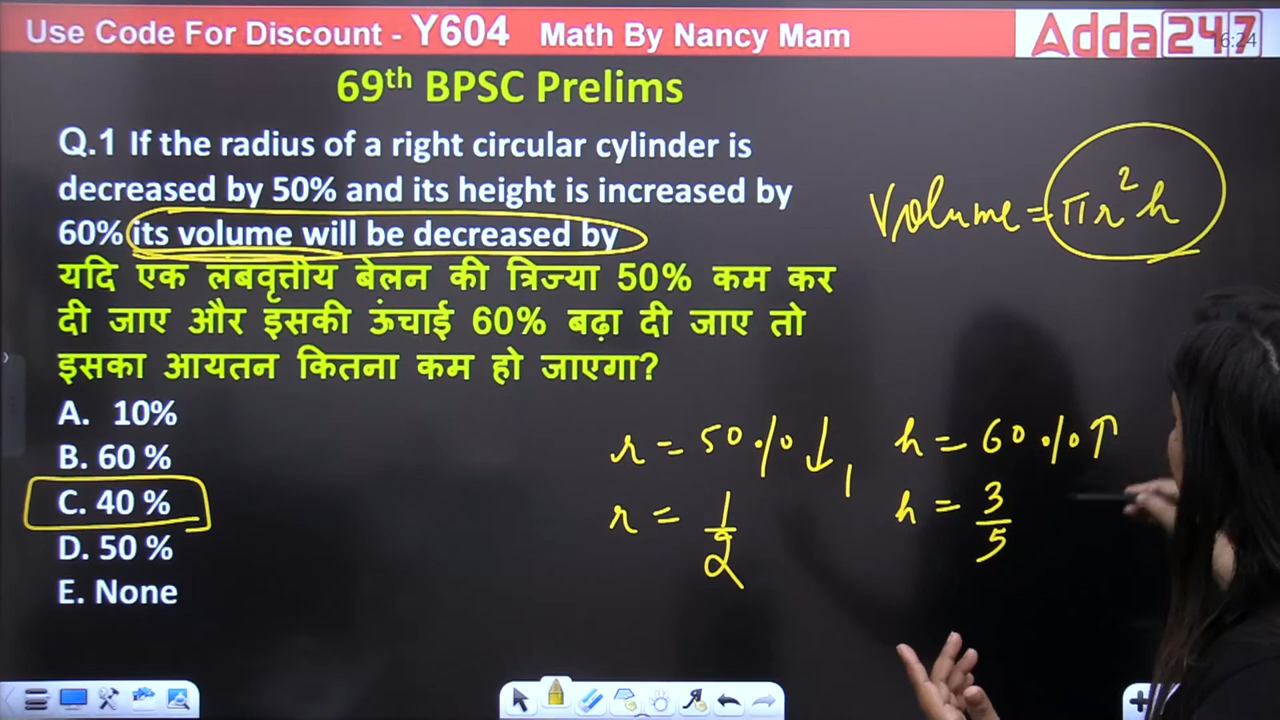 Use Code For Discount - Y604 Math By Nancy Mam
Adda247
16:24
69th BPSC Prelims
Q.1 If the radius of a right circular cylinder is
decreased by 50% and its height is increased by
60% its volume will be decreased by
यदि एक लबवृत्तीय बेलन की त्रिज्या 50% कम कर
दी जाए और इसकी ऊंचाई 60% बढ़ा दी जाए तो
इसका आयतन कितना कम हो जाएगा?
A. 10%
B. 60 %
C. 40 %
D. 50 %
E. None
Volume = πr²h
r = 50% ↓, h = 60% ↑
r = 1/2 h = 3/5